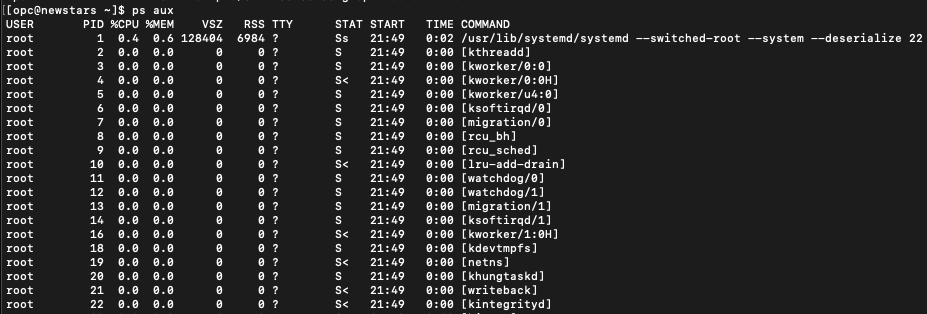 [[opc@newstars ~]$ ps aux
USER PID %CPU %MEM VSZ RSS TTY STAT START TIME COMMAND
root 1 0.4 0.6 128404 6984 ? Ss 21:49 0:02 /usr/lib/systemd/systemd --switched-root --system --deserialize 22
root 2 0.0 0.0 0 0 ? S 21:49 0:00 [kthreadd]
root 3 0.0 0.0 0 0 ? S 21:49 0:00 [kworker/0:0]
root 4 0.0 0.0 0 0 ? S< 21:49 0:00 [kworker/0:0H]
root 5 0.0 0.0 0 0 ? S 21:49 0:00 [kworker/u4:0]
root 6 0.0 0.0 0 0 ? S 21:49 0:00 [ksoftirqd/0]
root 7 0.0 0.0 0 0 ? S 21:49 0:00 [migration/0]
root 8 0.0 0.0 0 0 ? S 21:49 0:00 [rcu_bh]
root 9 0.0 0.0 0 0 ? S 21:49 0:00 [rcu_sched]
root 10 0.0 0.0 0 0 ? S< 21:49 0:00 [lru-add-drain]
root 11 0.0 0.0 0 0 ? S 21:49 0:00 [watchdog/0]
root 12 0.0 0.0 0 0 ? S 21:49 0:00 [watchdog/1]
root 13 0.0 0.0 0 0 ? S 21:49 0:00 [migration/1]
root 14 0.0 0.0 0 0 ? S 21:49 0:00 [ksoftirqd/1]
root 16 0.0 0.0 0 0 ? S< 21:49 0:00 [kworker/1:0H]
root 18 0.0 0.0 0 0 ? S 21:49 0:00 [kdevtmpfs]
root 19 0.0 0.0 0 0 ? S< 21:49 0:00 [netns]
root 20 0.0 0.0 0 0 ? S 21:49 0:00 [khungtaskd]
root 21 0.0 0.0 0 0 ? S< 21:49 0:00 [writeback]
root 22 0.0 0.0 0 0 ? S< 21:49 0:00 [kintegrityd]